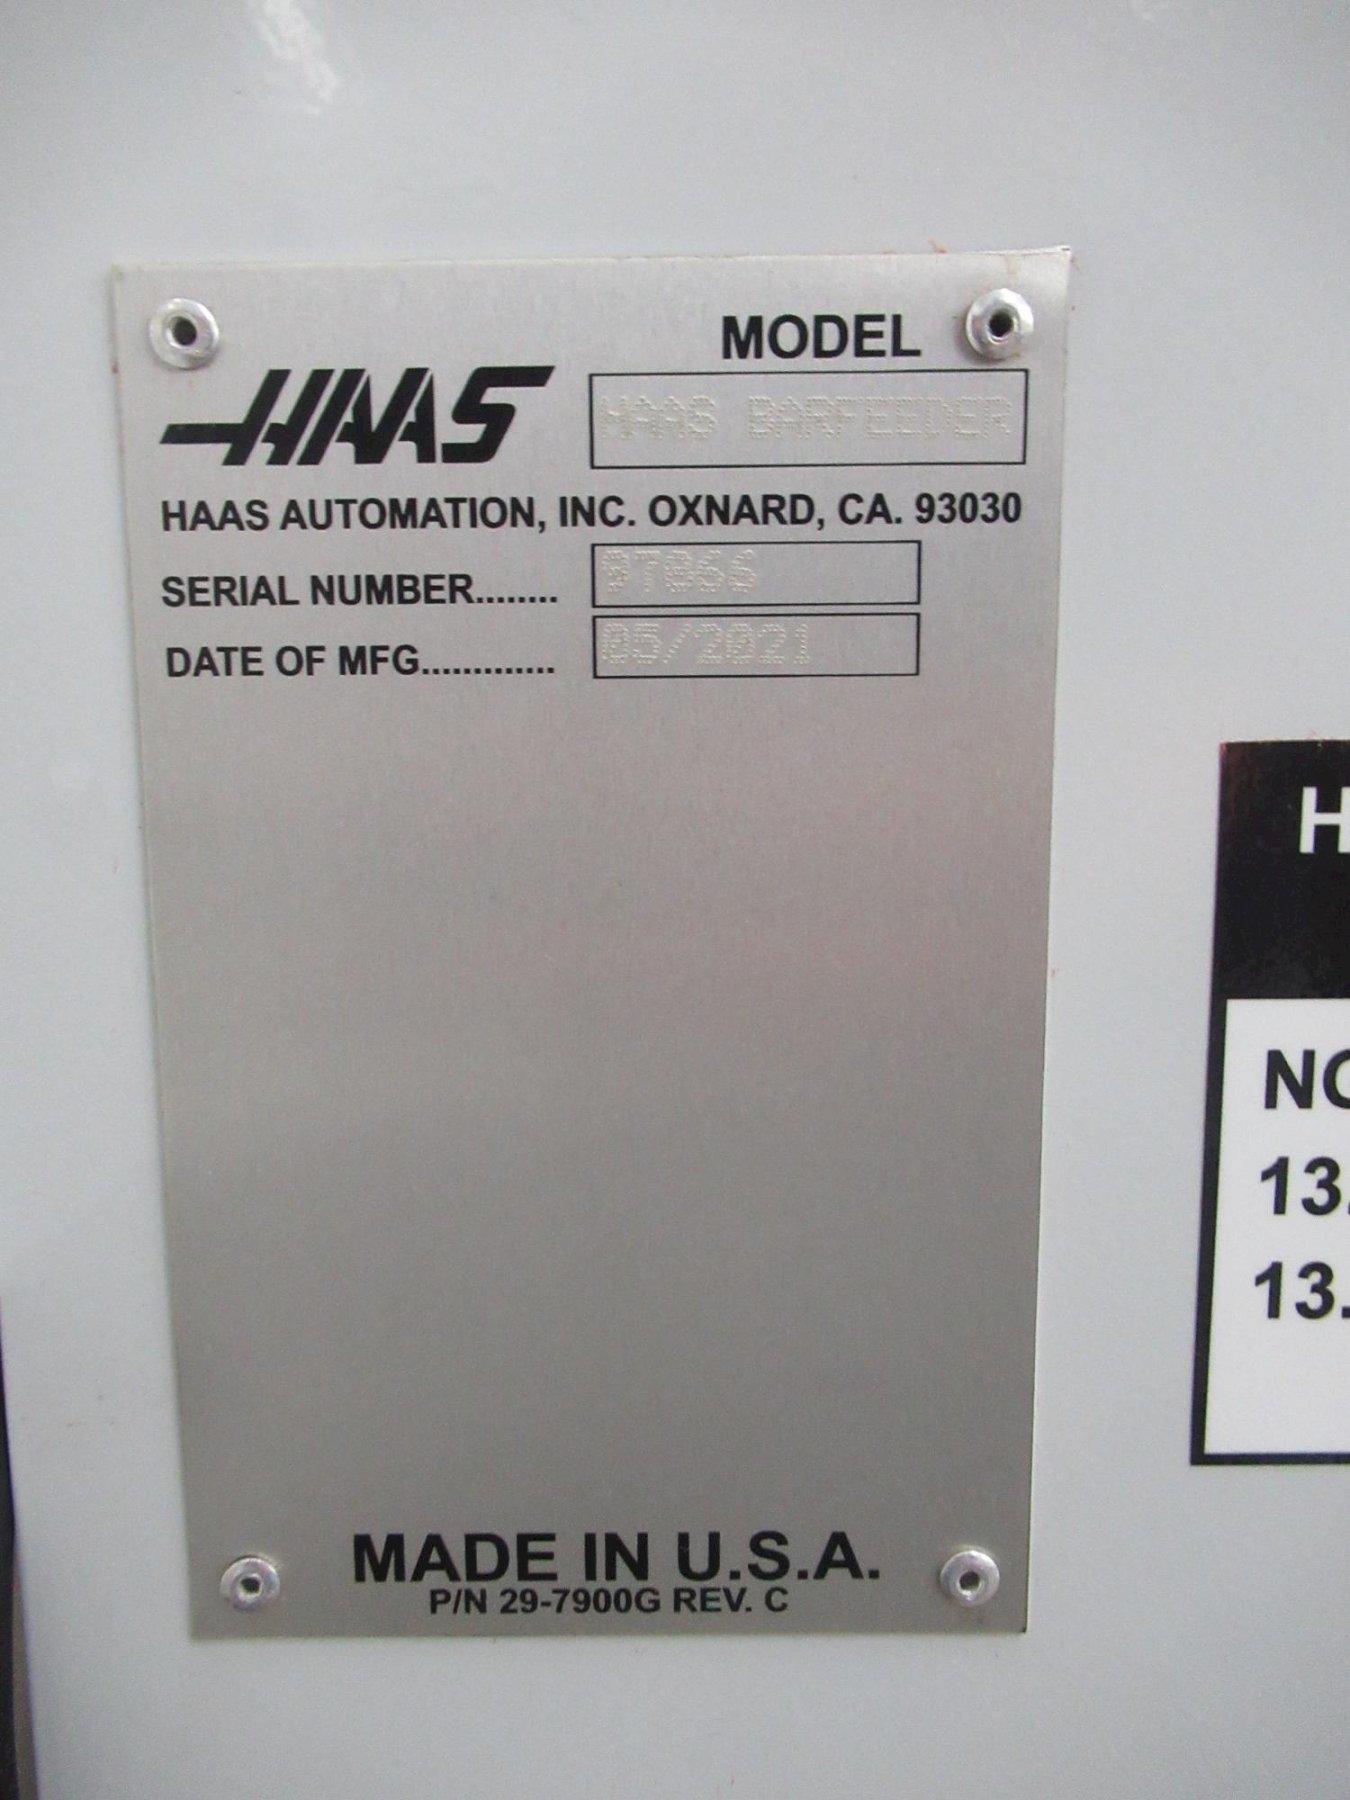 MODEL
HAAS
HAAS BARFEEDER
HAAS AUTOMATION, INC. OXNARD, CA. 93030
SERIAL NUMBER........
DATE OF MFG............. 05/2021
MADE IN U.S.A.
P/N 29-7900G REV. C
H
NO
13.
13.